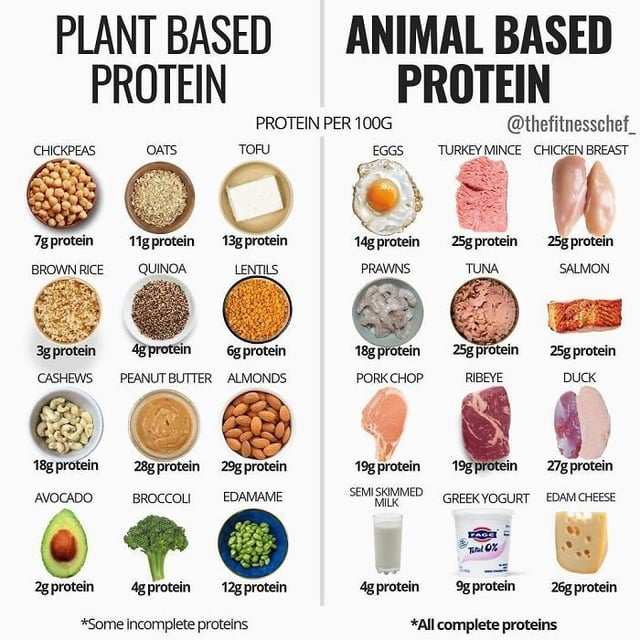 PLANT BASED
PROTEIN
ANIMAL BASED
PROTEIN
PROTEIN PER 100G
@thefitnesschef_
CHICKPEAS
OATS
TOFU
7g protein
11g protein
13g protein
BROWN RICE
QUINOA
LENTILS
3g protein
4g protein
6g protein
CASHEWS
PEANUT BUTTER
ALMONDS
18g protein
28g protein
29g protein
AVOCADO
BROCCOLI
EDAMAME
2g protein
4g protein
12g protein
*Some incomplete proteins
EGGS
TURKEY MINCE
CHICKEN BREAST
14g protein
25g protein
25g protein
PRAWNS
TUNA
SALMON
18g protein
25g protein
25g protein
PORK CHOP
RIBEYE
DUCK
19g protein
19g protein
27g protein
SEMI SKIMMED
MILK
GREEK YOGURT
EDAM CHEESE
FAGE
Total 0%
4g protein
9g protein
26g protein
*All complete proteins